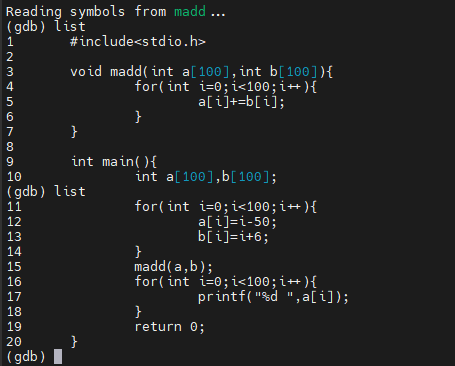 Reading symbols from madd...
(gdb) list
1       #include<stdio.h>
2
3       void madd(int a[100],int b[100]){
4               for(int i=0;i<100;i++){
5                       a[i]+=b[i];
6               }
7       }
8
9       int main(){
10              int a[100],b[100];
(gdb) list
11              for(int i=0;i<100;i++){
12                      a[i]=i-50;
13                      b[i]=i+6;
14              }
15              madd(a,b);
16              for(int i=0;i<100;i++){
17                      printf("%d ",a[i]);
18              }
19              return 0;
20      }
(gdb)